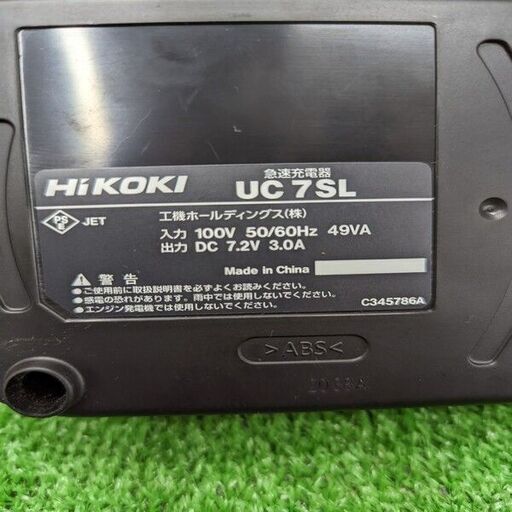 急速充電器
HiKOKI UC 7SL
PS E JET
工機ホールディングス(株)
入力 100V 50/60Hz 49VA
出力 DC 7.2V 3.0A
Made in China
警告
●ご使用前に取扱説明書を必ずよくお読みください。
●感電の恐れがあります。雨中では使用しないでください。
●エンジン発電機では使用しないでください。
C345786A
>ABS<